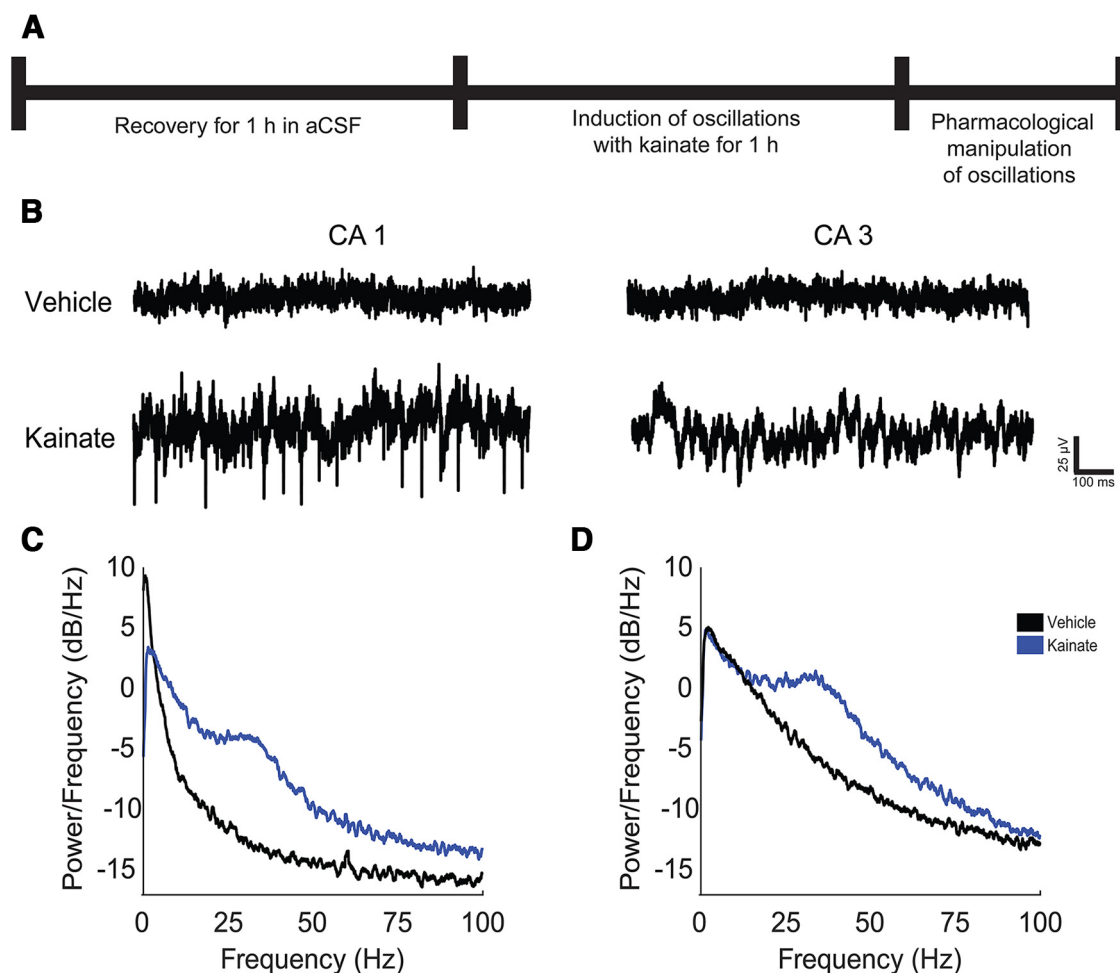 A
Recovery for 1 h in aCSF
Induction of oscillations
with kainate for 1 h
Pharmacological
manipulation
of oscillations
B
CA 1
CA 3
Vehicle
Kainate
25 µV
100 ms
C
Power/Frequency (dB/Hz)
10
5
0
-5
-10
-15
0
25
50
75
100
Frequency (Hz)
D
Power/Frequency (dB/Hz)
10
5
0
-5
-10
-15
0
25
50
75
100
Frequency (Hz)
Vehicle
Kainate